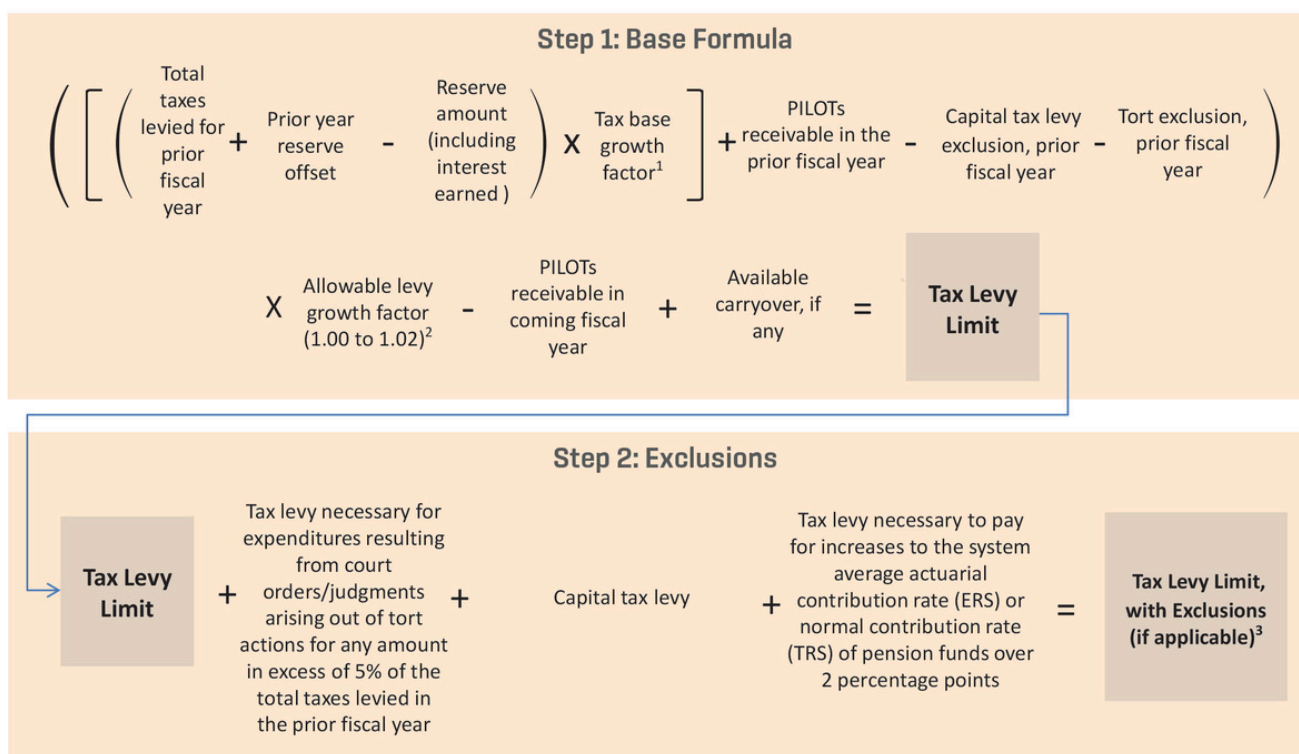 Step 1: Base Formula
( [ (
Total
taxes
levied for
prior
fiscal
year
+
Prior year
reserve
offset
-
Reserve
amount
(including
interest
earned )
)
X
Tax base
growth
factor1
]
+
PILOTs
receivable in the
prior fiscal year
-
Capital tax levy
exclusion, prior
fiscal year
-
Tort exclusion,
prior fiscal
year
)
X
Allowable levy
growth factor
(1.00 to 1.02)2
-
PILOTs
receivable in
coming fiscal
year
+
Available
carryover, if
any
=
Tax Levy
Limit
Step 2: Exclusions
Tax Levy
Limit
+
Tax levy necessary for
expenditures resulting
from court
orders/judgments
arising out of tort
actions for any amount
in excess of 5% of the
total taxes levied in
the prior fiscal year
+
Capital tax levy
+
Tax levy necessary to pay
for increases to the system
average actuarial
contribution rate (ERS) or
normal contribution rate
(TRS) of pension funds over
2 percentage points
=
Tax Levy Limit,
with Exclusions
(if applicable)3